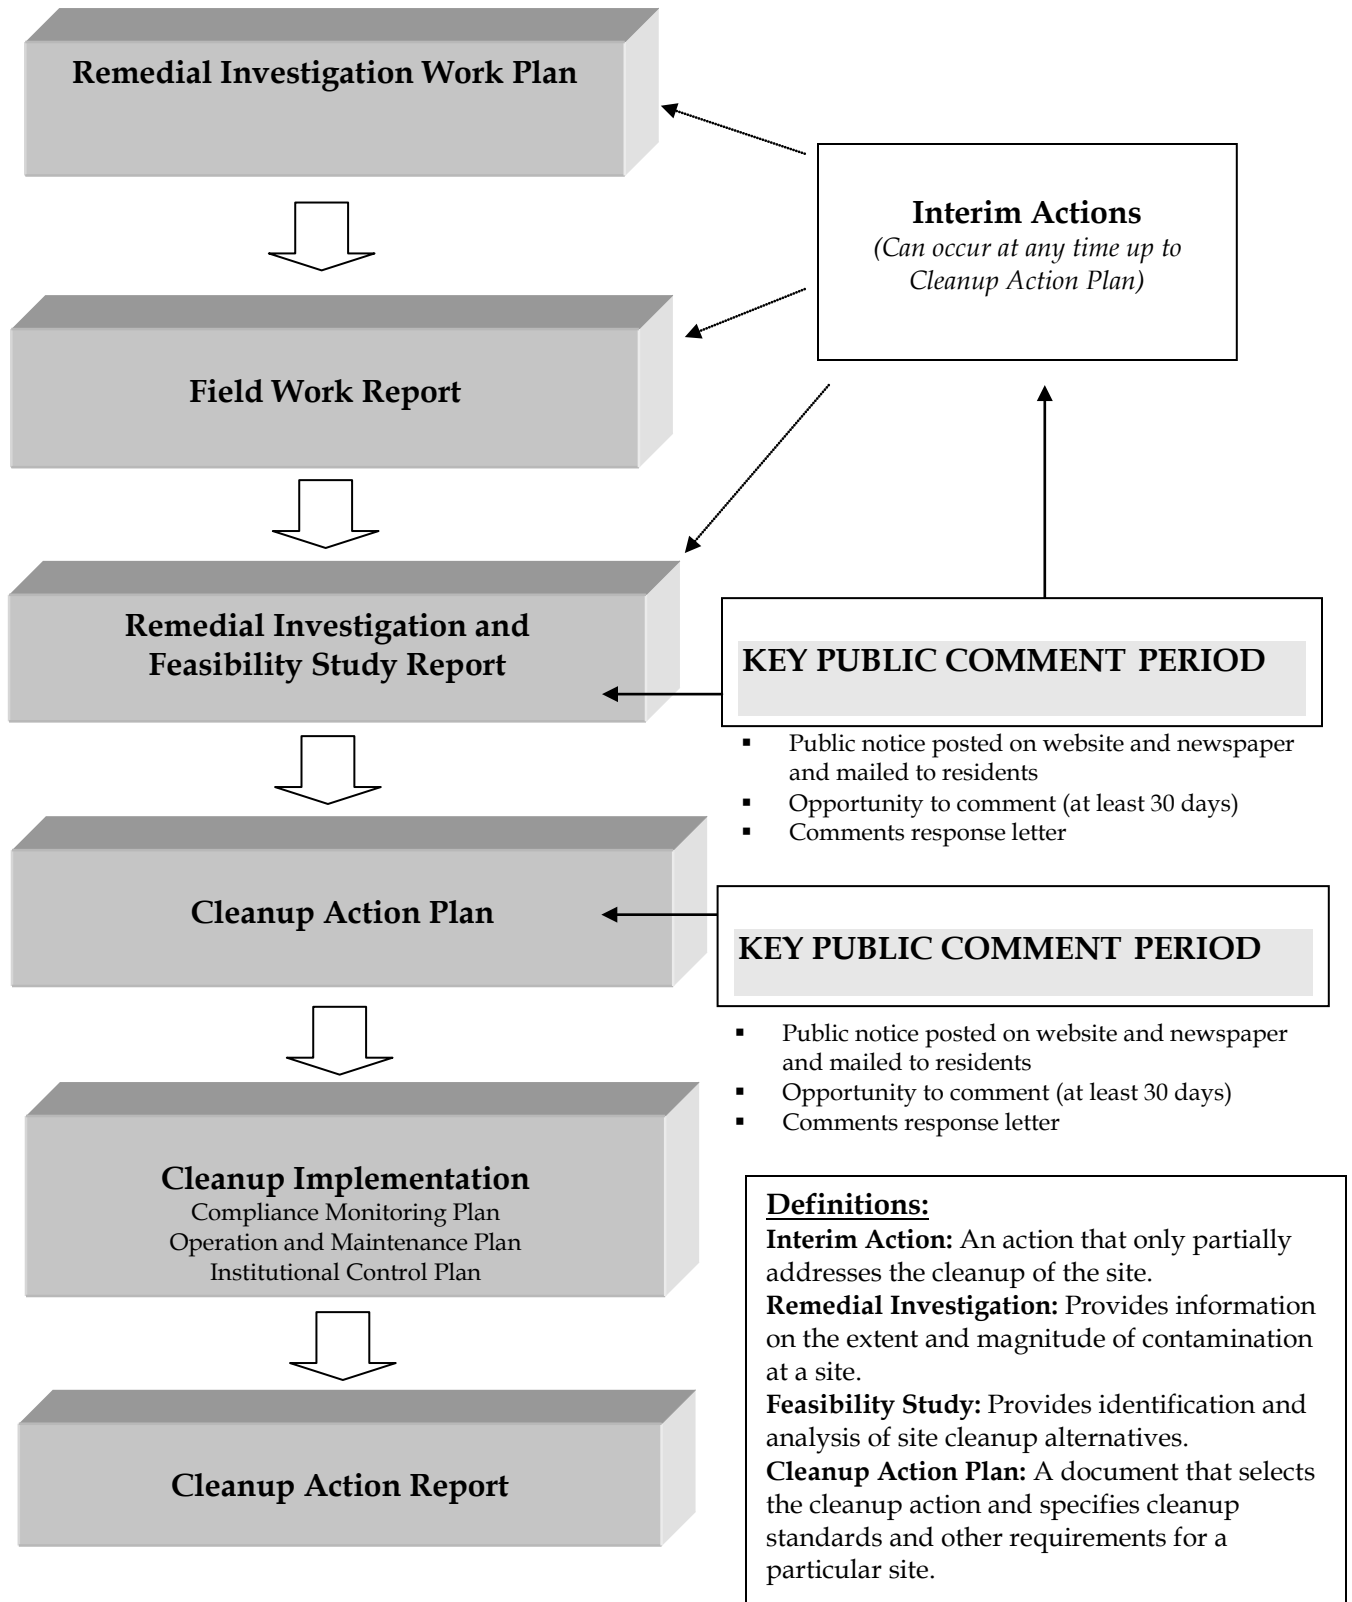 Remedial Investigation Work Plan
Interim Actions
(Can occur at any time up to
Cleanup Action Plan)
Field Work Report
Remedial Investigation and
Feasibility Study Report
KEY PUBLIC COMMENT PERIOD
▪ Public notice posted on website and newspaper
and mailed to residents
▪ Opportunity to comment (at least 30 days)
▪ Comments response letter
Cleanup Action Plan
KEY PUBLIC COMMENT PERIOD
▪ Public notice posted on website and newspaper
and mailed to residents
▪ Opportunity to comment (at least 30 days)
▪ Comments response letter
Cleanup Implementation
Compliance Monitoring Plan
Operation and Maintenance Plan
Institutional Control Plan
Cleanup Action Report
Definitions:
Interim Action: An action that only partially
addresses the cleanup of the site.
Remedial Investigation: Provides information
on the extent and magnitude of contamination
at a site.
Feasibility Study: Provides identification and
analysis of site cleanup alternatives.
Cleanup Action Plan: A document that selects
the cleanup action and specifies cleanup
standards and other requirements for a
particular site.